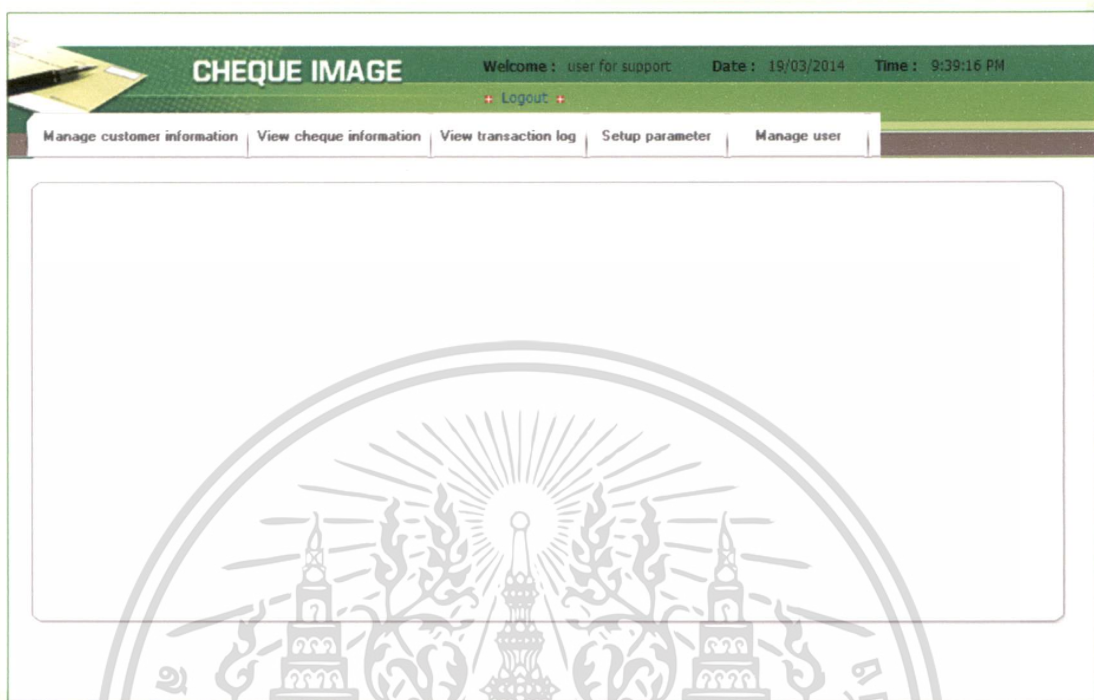 CHEQUE IMAGE
Welcome : user for support Date : 19/03/2014 Time : 9:39:16 PM
Logout
Manage customer information View cheque information View transaction log Setup parameter Manage user